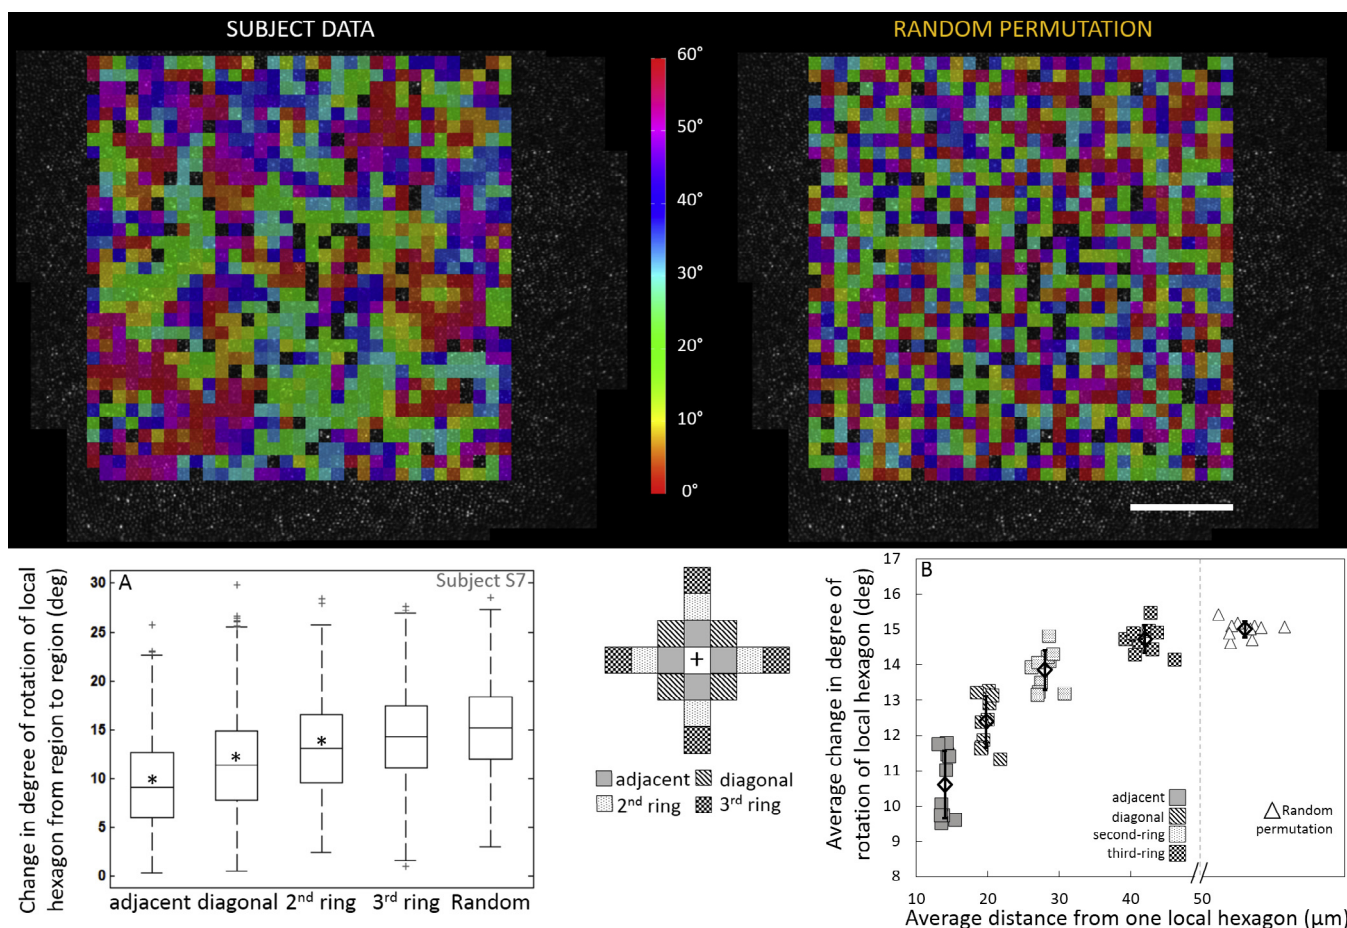 SUBJECT DATA
RANDOM PERMUTATION
60°
50°
40°
30°
20°
10°
0°
Change in degree of rotation of local
hexagon from region to region (deg)
A
Subject S7
30
25
20
15
10
5
0
adjacent diagonal 2nd ring 3rd ring Random
adjacent diagonal
2nd ring 3rd ring
Average change in degree of
rotation of local hexagon (deg)
B
17
16
15
14
13
12
11
10
9
8
adjacent
diagonal
second-ring
third-ring
Random
permutation
10 20 30 40 50
Average distance from one local hexagon (μm)